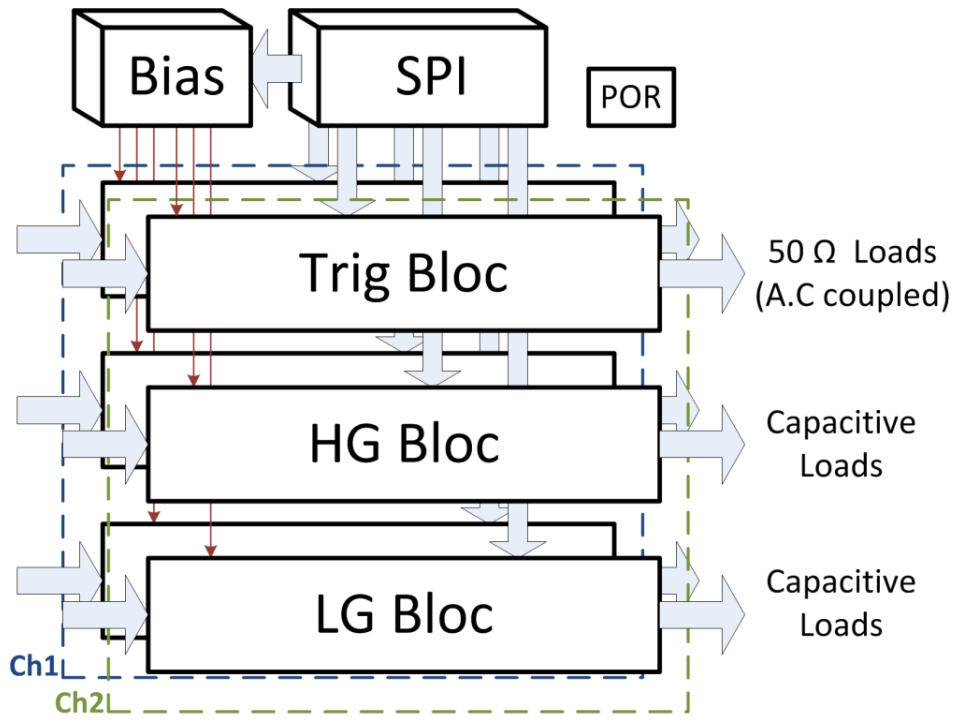 Bias
SPI
POR
Trig Bloc
50 Ω Loads
(A.C coupled)
HG Bloc
Capacitive
Loads
LG Bloc
Capacitive
Loads
Ch1
Ch2